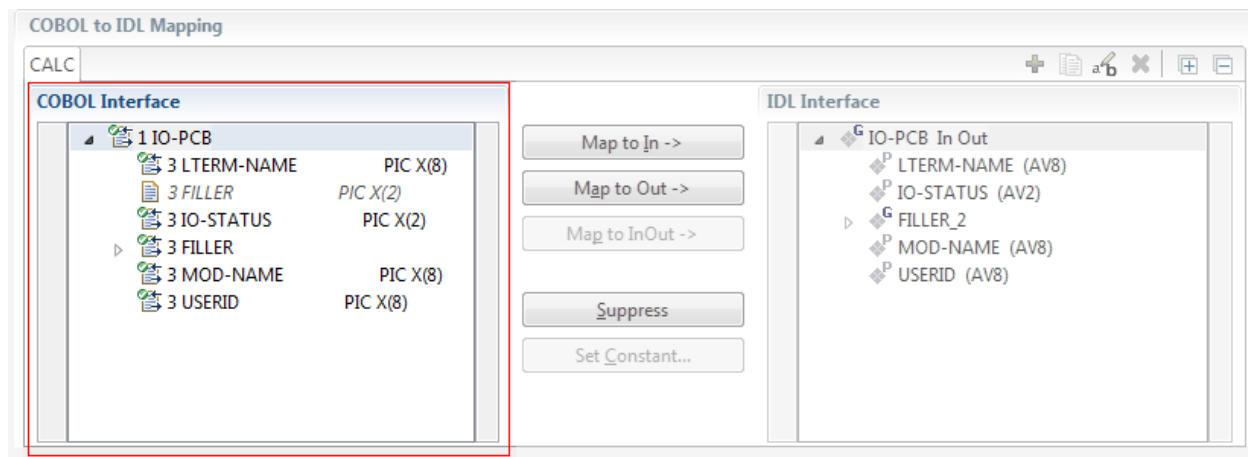 COBOL to IDL Mapping
CALC
COBOL Interface
1 IO-PCB
3 LTERM-NAME PIC X(8)
3 FILLER PIC X(2)
3 IO-STATUS PIC X(2)
3 FILLER
3 MOD-NAME PIC X(8)
3 USERID PIC X(8)
Map to In ->
Map to Out ->
Map to InOut ->
Suppress
Set Constant...
IDL Interface
G IO-PCB In Out
P LTERM-NAME (AV8)
P IO-STATUS (AV2)
G FILLER_2
P MOD-NAME (AV8)
P USERID (AV8)